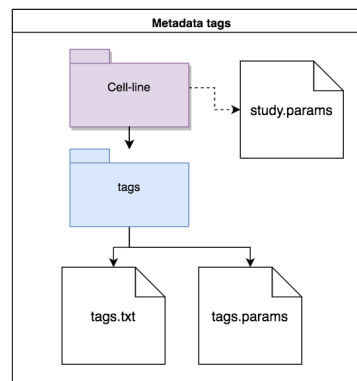 Metadata tags
Cell-line
study.params
tags
tags.txt
tags.params